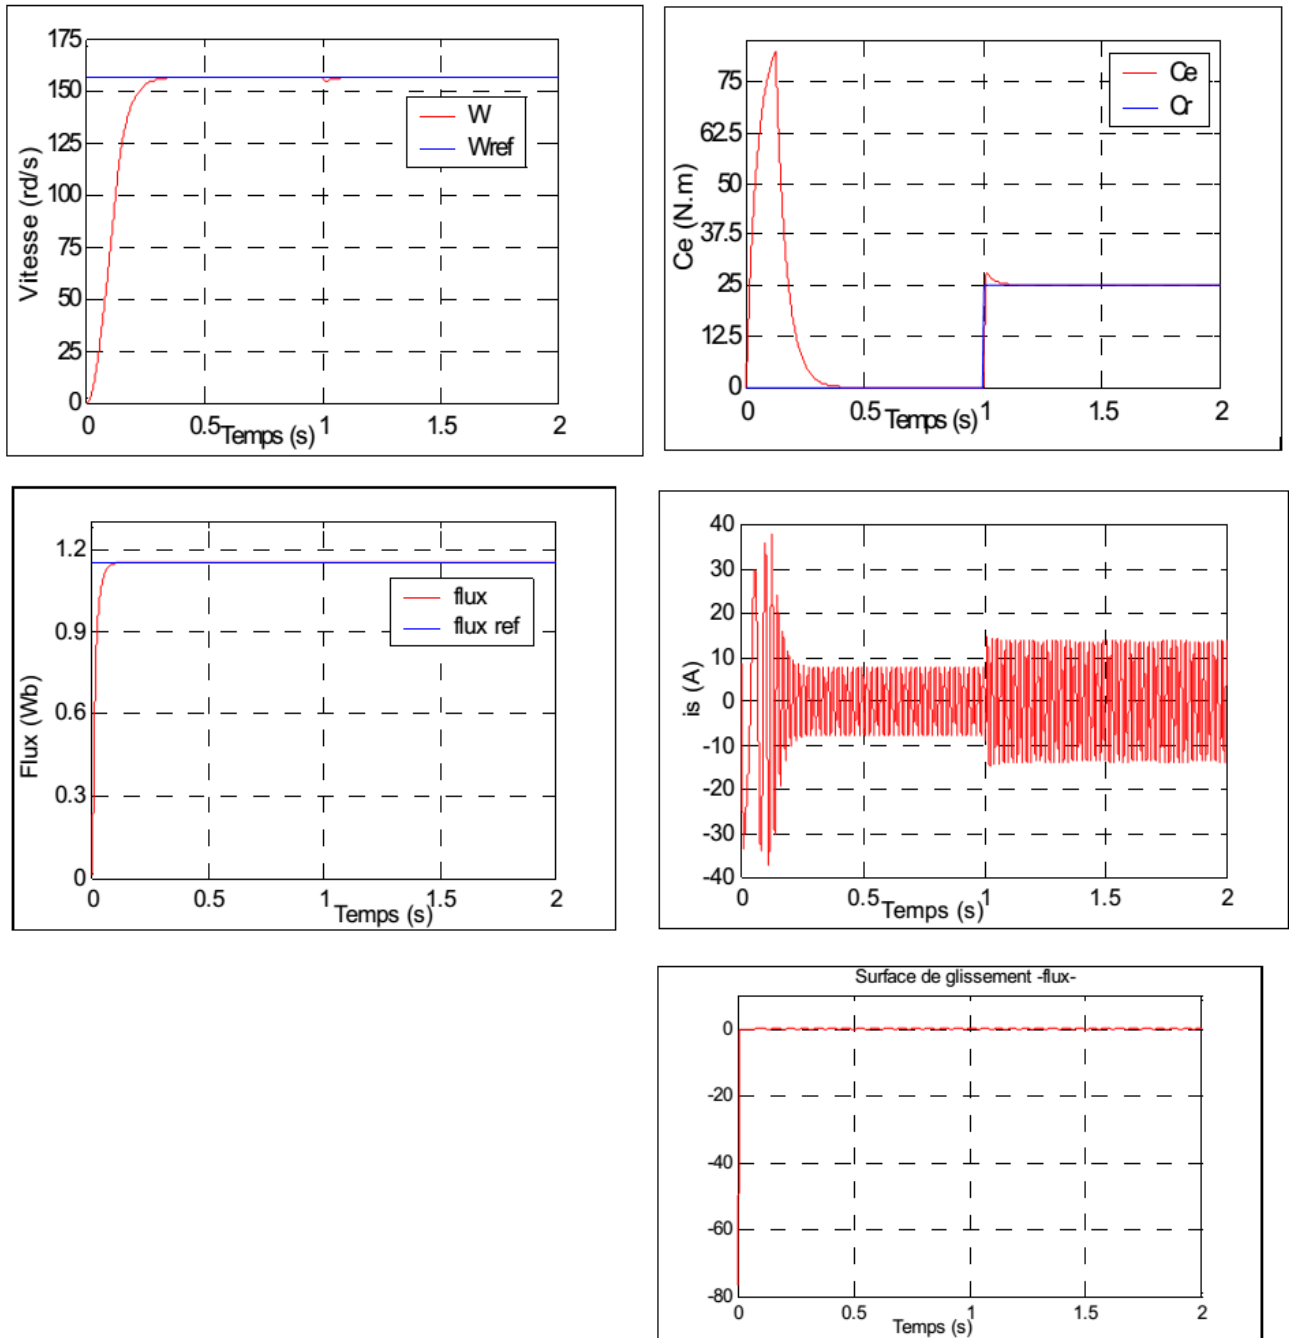 Vitesse (rd/s)
175
150
125
100
75
50
25
0
W
Wref
0 0.5 1 1.5 2
Temps (s)
Ce (N.m)
75
62.5
50
37.5
25
12.5
0
Ce
Cr
0 0.5 1 1.5 2
Temps (s)
Flux (Wb)
1.2
0.9
0.6
0.3
0
flux
flux ref
0 0.5 1 1.5 2
Temps (s)
is (A)
40
30
20
10
0
-10
-20
-30
-40
0 0.5 1 1.5 2
Temps (s)
Surface de glissement -flux-
0
-20
-40
-60
-80
0 0.5 1 1.5 2
Temps (s)